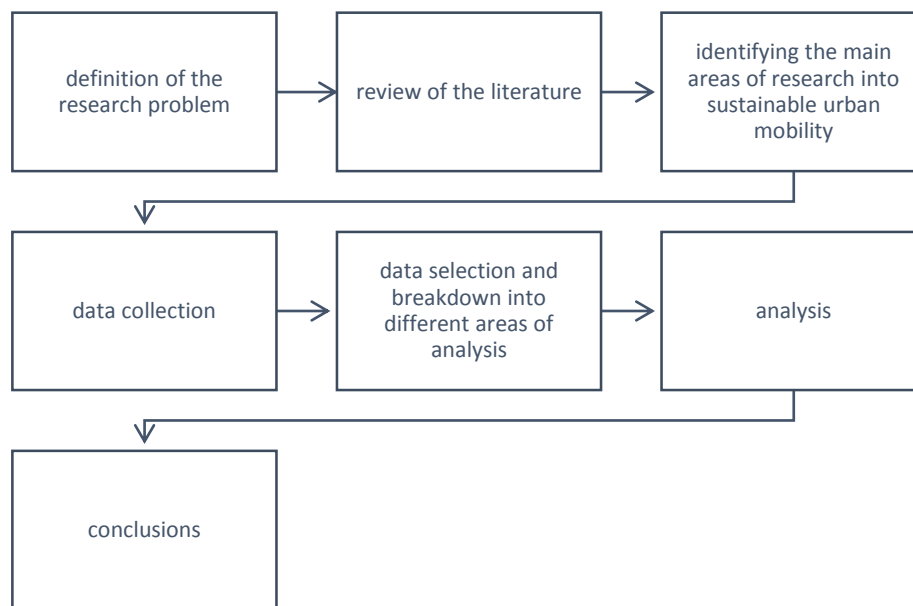 definition of the
research problem
review of the literature
identifying the main
areas of research into
sustainable urban
mobility
data collection
data selection and
breakdown into
different areas of
analysis
analysis
conclusions